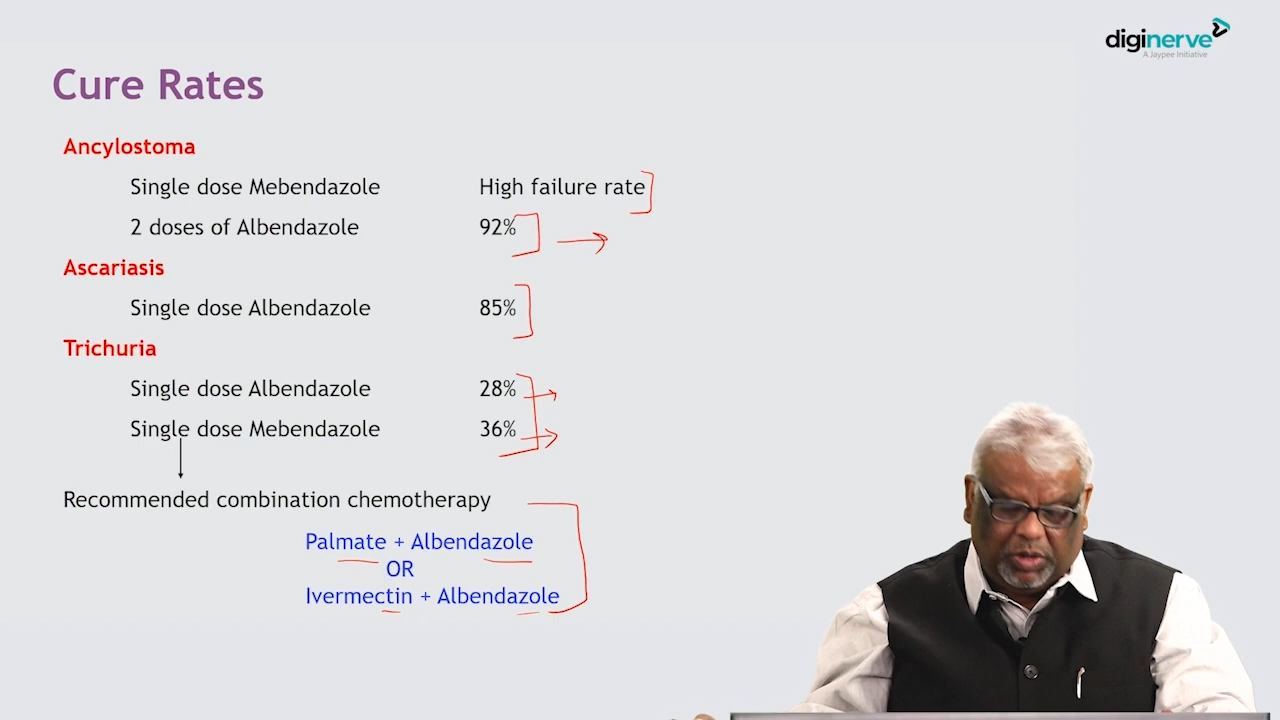 diginerve
A Jaypee Initiative
Cure Rates
Ancylostoma
Single dose Mebendazole High failure rate
2 doses of Albendazole 92%
Ascariasis
Single dose Albendazole 85%
Trichuria
Single dose Albendazole 28%
Single dose Mebendazole 36%
Recommended combination chemotherapy
Palmate + Albendazole
OR
Ivermectin + Albendazole